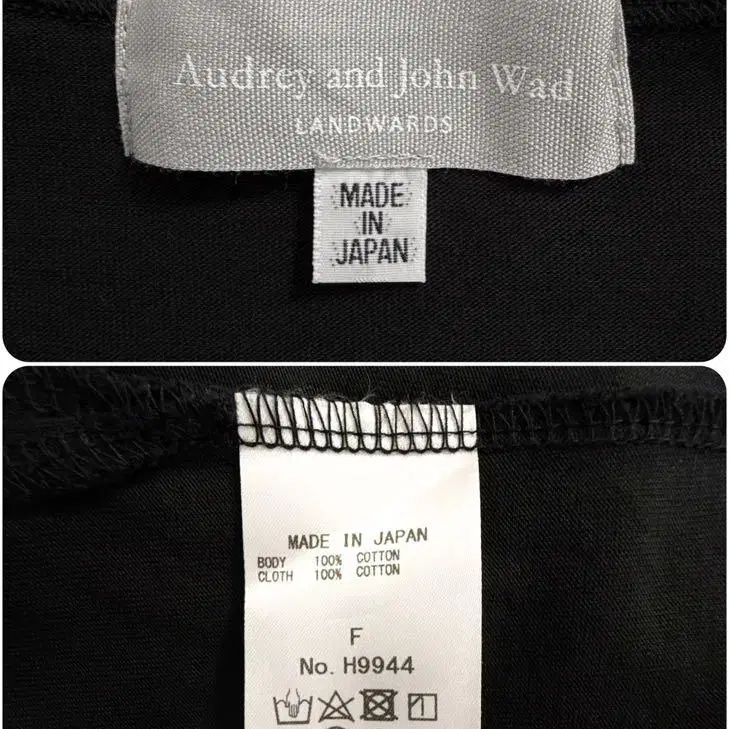 Audrey and John Wad
LANDWARDS
MADE
IN
JAPAN
MADE IN JAPAN
BODY 100% COTTON
CLOTH 100% COTTON
F
No. H9944